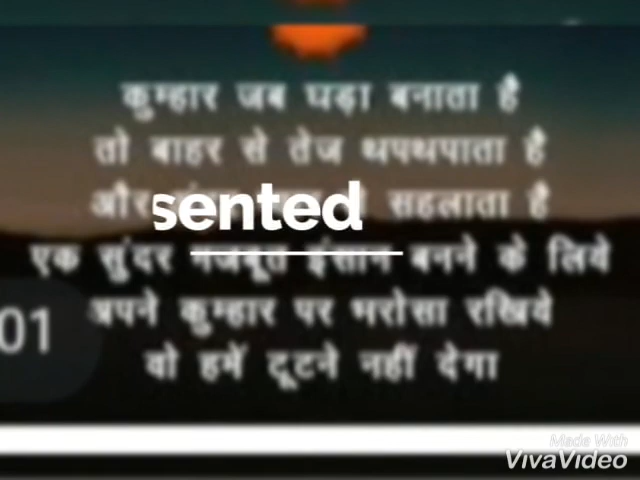 कुम्हार जब घड़ा बनाता है
तो बाहर से तेज थपथपाता है
और सहलाता है
sented
एक सुंदर मजबूत इंसान बनने के लिये
अपने कुम्हार पर भरोसा रखिये
01
वो हमें टूटने नहीं देगा
Made With
VivaVideo